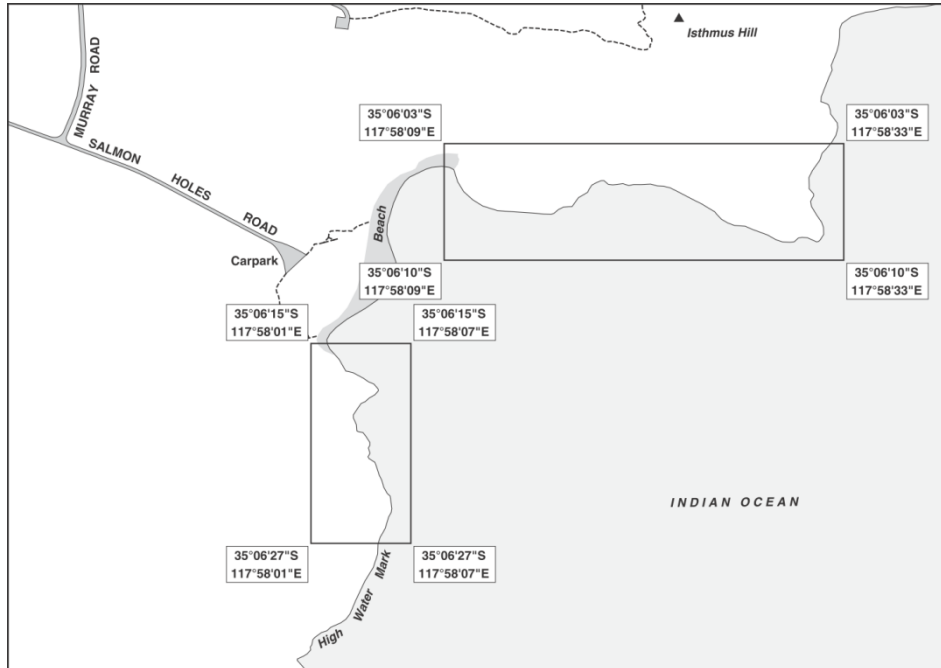 Isthmus Hill
MURRAY ROAD
SALMON HOLES ROAD
35°06'03"S
117°58'09"E
35°06'03"S
117°58'33"E
Beach
Carpark
35°06'10"S
117°58'09"E
35°06'10"S
117°58'33"E
35°06'15"S
117°58'01"E
35°06'15"S
117°58'07"E
INDIAN OCEAN
35°06'27"S
117°58'01"E
35°06'27"S
117°58'07"E
High Water Mark